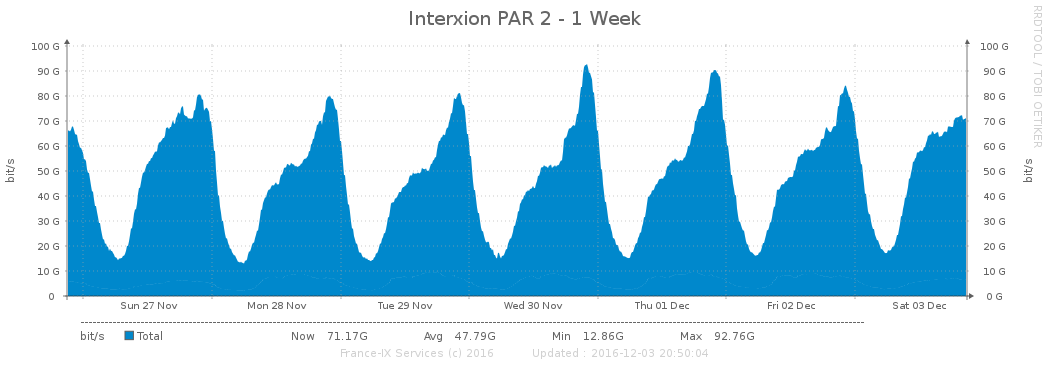 Interxion PAR 2 - 1 Week
RRDTOOL / TOBI OETIKER
bit/s
100 G
90 G
80 G
70 G
60 G
50 G
40 G
30 G
20 G
10 G
0
100 G
90 G
80 G
70 G
60 G
50 G
40 G
30 G
20 G
10 G
0 G
bit/s
Sun 27 Nov Mon 28 Nov Tue 29 Nov Wed 30 Nov Thu 01 Dec Fri 02 Dec Sat 03 Dec
bit/s Total Now 71.17G Avg 47.79G Min 12.86G Max 92.76G
France-IX Services (c) 2016 Updated : 2016-12-03 20:50:04